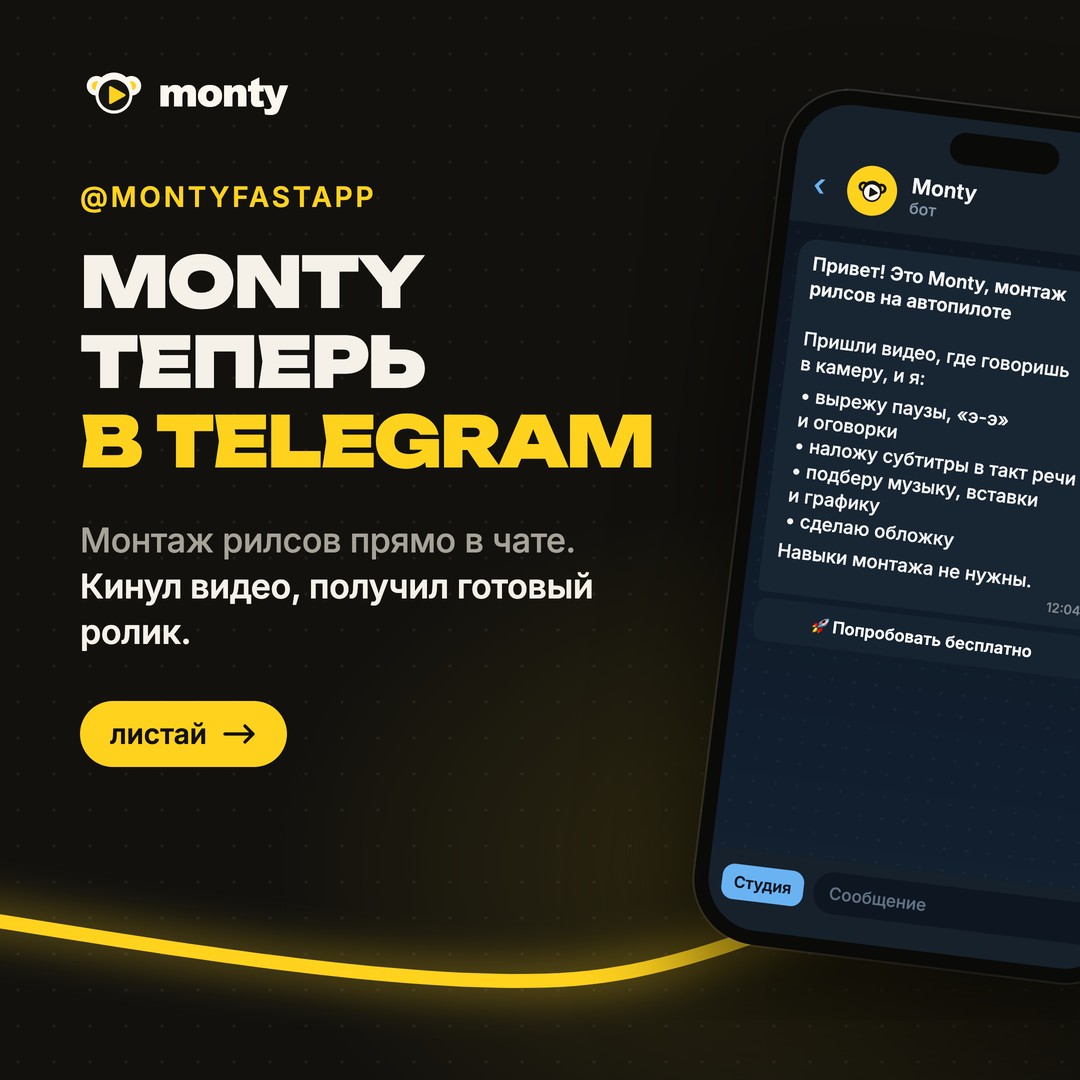 monty
@MONTYFASTAPP
MONTY
ТЕПЕРЬ
В TELEGRAM
Монтаж рилсов прямо в чате.
Кинул видео, получил готовый
ролик.
листай →
Monty
бот
Привет! Это Monty, монтаж
рилсов на автопилоте
Пришли видео, где говоришь
в камеру, и я:
• вырежу паузы, «э-э»
и оговорки
• наложу субтитры в такт речи
• подберу музыку, вставки
и графику
• сделаю обложку
Навыки монтажа не нужны.
12:04
🚀 Попробовать бесплатно
Студия
Сообщение